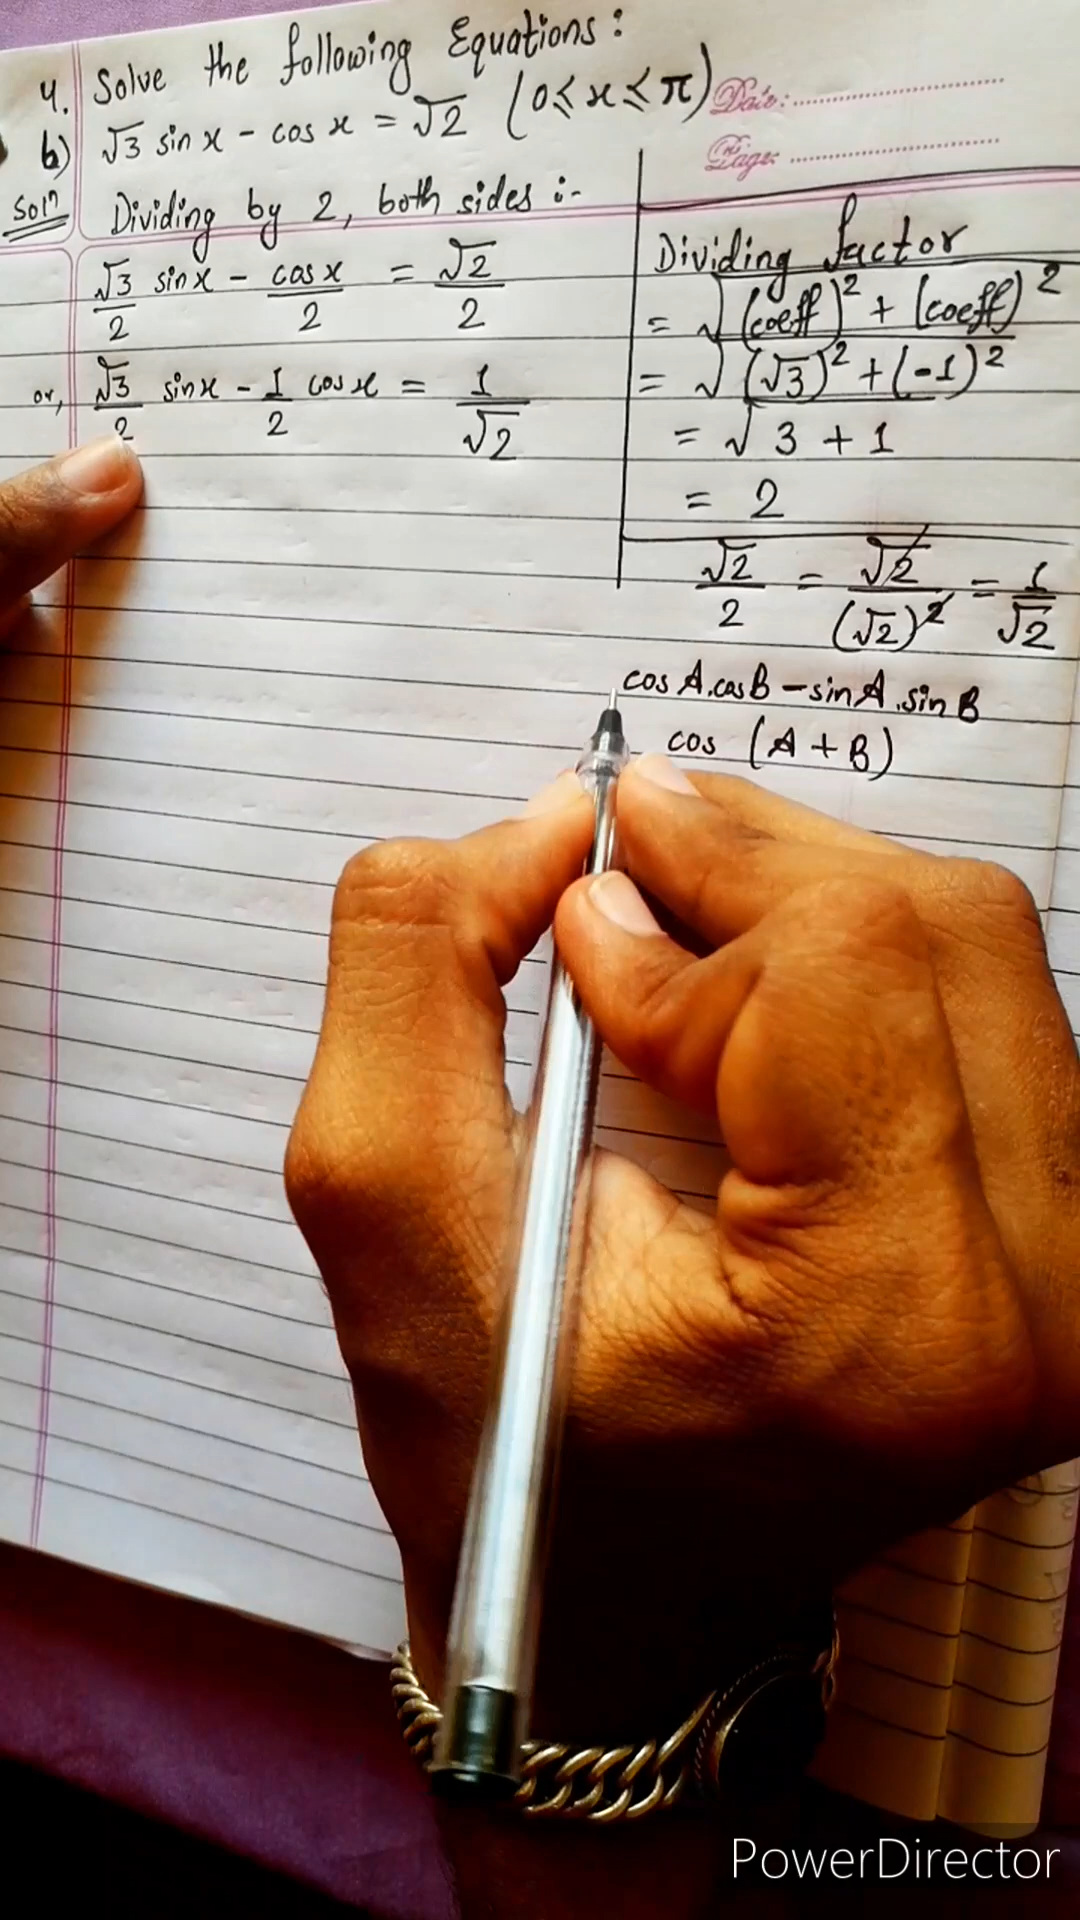 4. Solve the following Equations:
b) √3 sin x - cos x = √2 (0 ≤ x ≤ π)
Date:
Page:
Solⁿ Dividing by 2, both sides :-
√3/2 sin x - cos x/2 = √2/2
or, √3/2 sin x - 1/2 cos x = 1/√2
Dividing factor
= √(coeff)² + (coeff)²
= √(√3)² + (-1)²
= √3 + 1
= 2
√2/2 = √2/(√2)² = 1/√2
cos A.cos B - sin A.sin B
cos (A + B)
PowerDirector